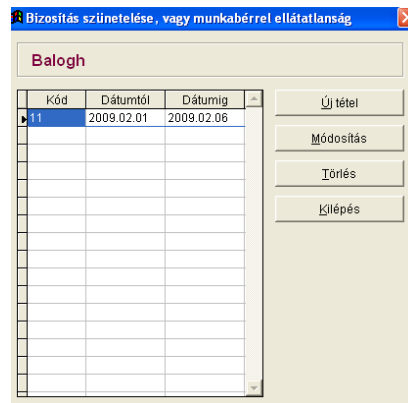 Bizosítás szünetelése, vagy munkabérrel ellátatlanság
Balogh
Kód Dátumtól Dátumig
11 2009.02.01 2009.02.06
Új tétel
Módosítás
Törlés
Kilépés